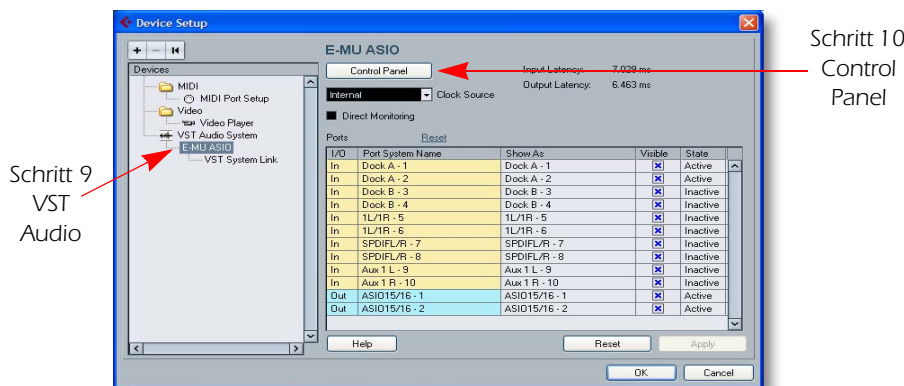 Device Setup
Schritt 10
Control
Panel
Schritt 9
VST
Audio
Devices
MIDI
MIDI Port Setup
Video
Video Player
VST Audio System
E-MU ASIO
VST System Link
E-MU ASIO
Control Panel
Input Latency: 7.029 ms
Output Latency: 6.463 ms
Internal Clock Source
Direct Monitoring
Ports Reset
I/O Port System Name Show As Visible State
In Dock A - 1 Dock A - 1 Active
In Dock A - 2 Dock A - 2 Active
In Dock B - 3 Dock B - 3 Inactive
In Dock B - 4 Dock B - 4 Inactive
In 1L/1R - 5 1L/1R - 5 Inactive
In 1L/1R - 6 1L/1R - 6 Inactive
In SPDIFL/R - 7 SPDIFL/R - 7 Inactive
In SPDIFL/R - 8 SPDIFL/R - 8 Inactive
In Aux 1 L - 9 Aux 1 L - 9 Inactive
In Aux 1 R - 10 Aux 1 R - 10 Inactive
Out ASIO15/16 - 1 ASIO15/16 - 1 Active
Out ASIO15/16 - 2 ASIO15/16 - 2 Active
Help Reset Apply
OK Cancel